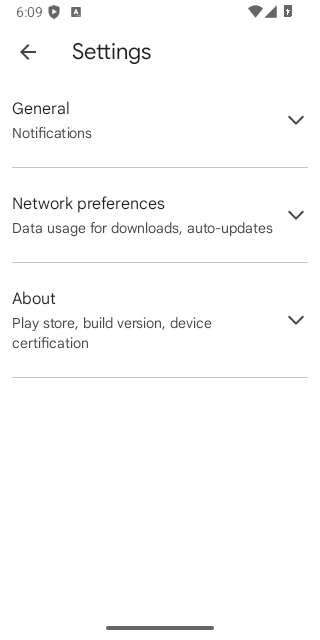 6:09
Settings
General
Notifications
Network preferences
Data usage for downloads, auto-updates
About
Play store, build version, device
certification